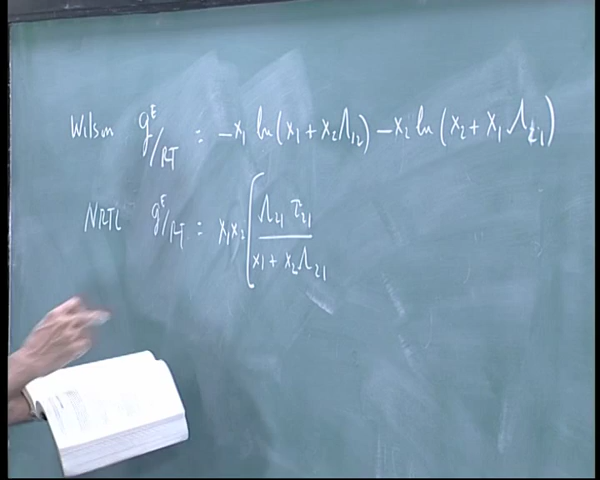 Wilson g^E/RT = -x₁ ln(x₁ + x₂Λ₁₂) - x₂ ln(x₂ + x₁Λ₂₁)
NRTL g^E/RT = x₁x₂[Λ₂₁ τ₂₁
x₁ + x₂Λ₂₁